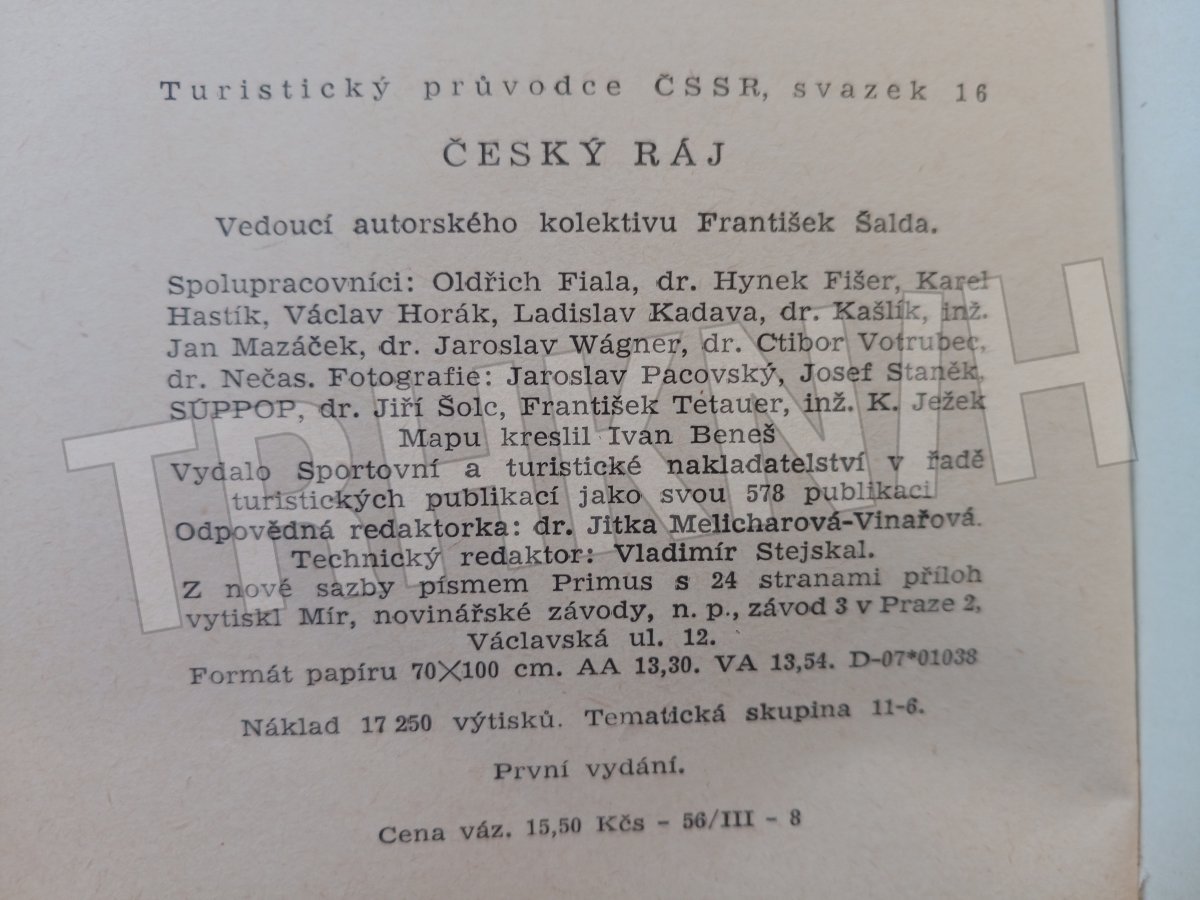 Turistický průvodce ČSSR, svazek 16
ČESKÝ RÁJ
Vedoucí autorského kolektivu František Šalda.
Spolupracovníci: Oldřich Fiala, dr. Hynek Fišer, Karel
Hastík, Václav Horák, Ladislav Kadava, dr. Kašlík, inž.
Jan Mazáček, dr. Jaroslav Wágner, dr. Ctibor Votrubec,
dr. Nečas. Fotografie: Jaroslav Pacovský, Josef Staněk,
SÚPPOP, dr. Jiří Šolc, František Tetauer, inž. K. Ježek
Mapu kreslil Ivan Beneš
Vydalo Sportovní a turistické nakladatelství v řadě
turistických publikací jako svou 578 publikaci
Odpovědná redaktorka: dr. Jitka Melicharová-Vinařová.
Technický redaktor: Vladimír Stejskal.
Z nové sazby písmem Primus s 24 stranami příloh
vytiskl Mír, novinářské závody, n. p., závod 3 v Praze 2,
Václavská ul. 12.
Formát papíru 70×100 cm. AA 13,30. VA 13,54. D-07*01038
Náklad 17 250 výtisků. Tematická skupina 11-6.
První vydání.
Cena váz. 15,50 Kčs - 56/III - 8